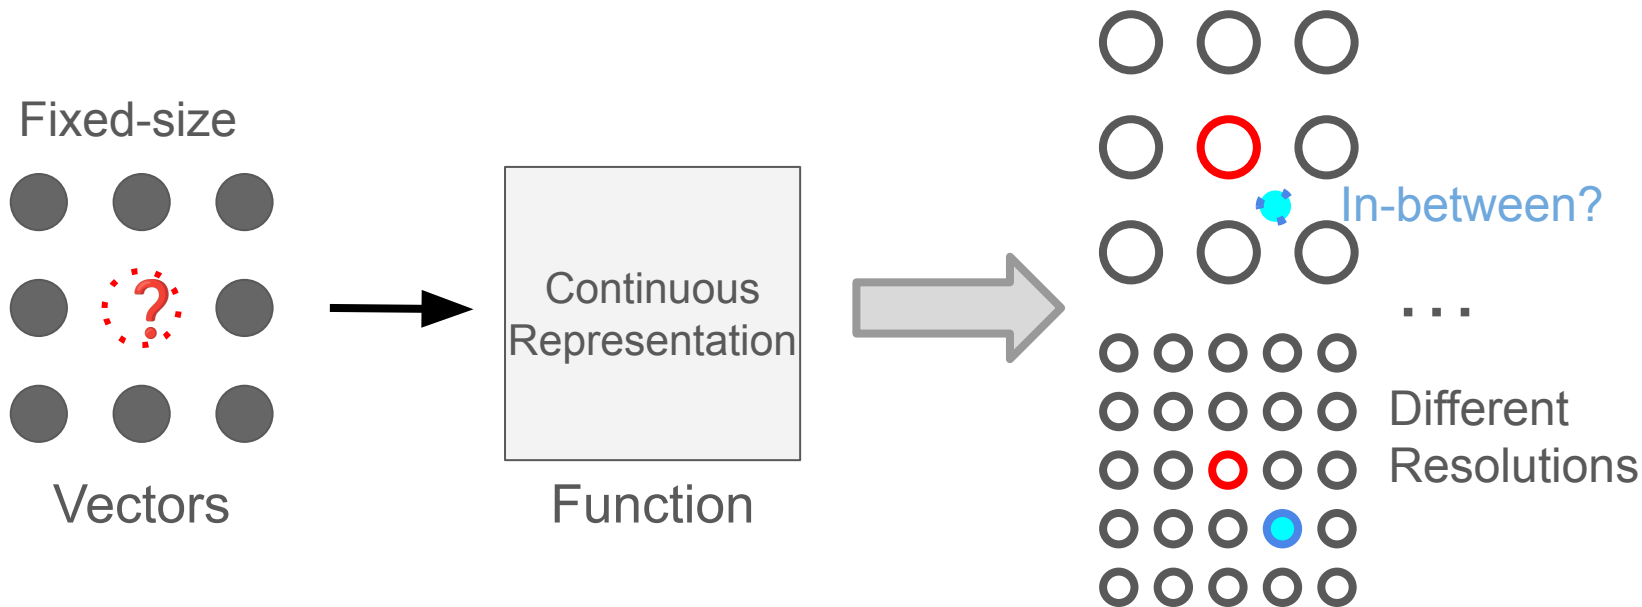 Fixed-size
?
Vectors
Continuous
Representation
Function
In-between?
...
Different
Resolutions